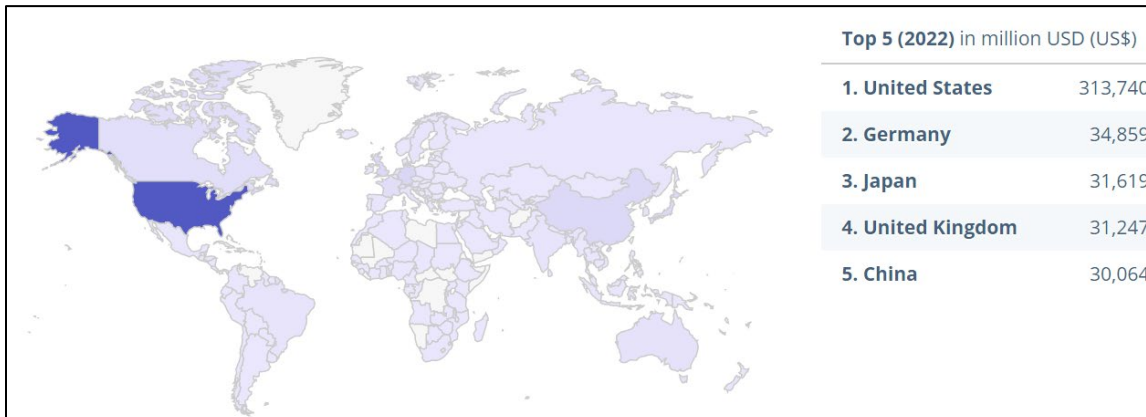 Top 5 (2022) in million USD (US$)
1. United States 313,740
2. Germany 34,859
3. Japan 31,619
4. United Kingdom 31,247
5. China 30,064